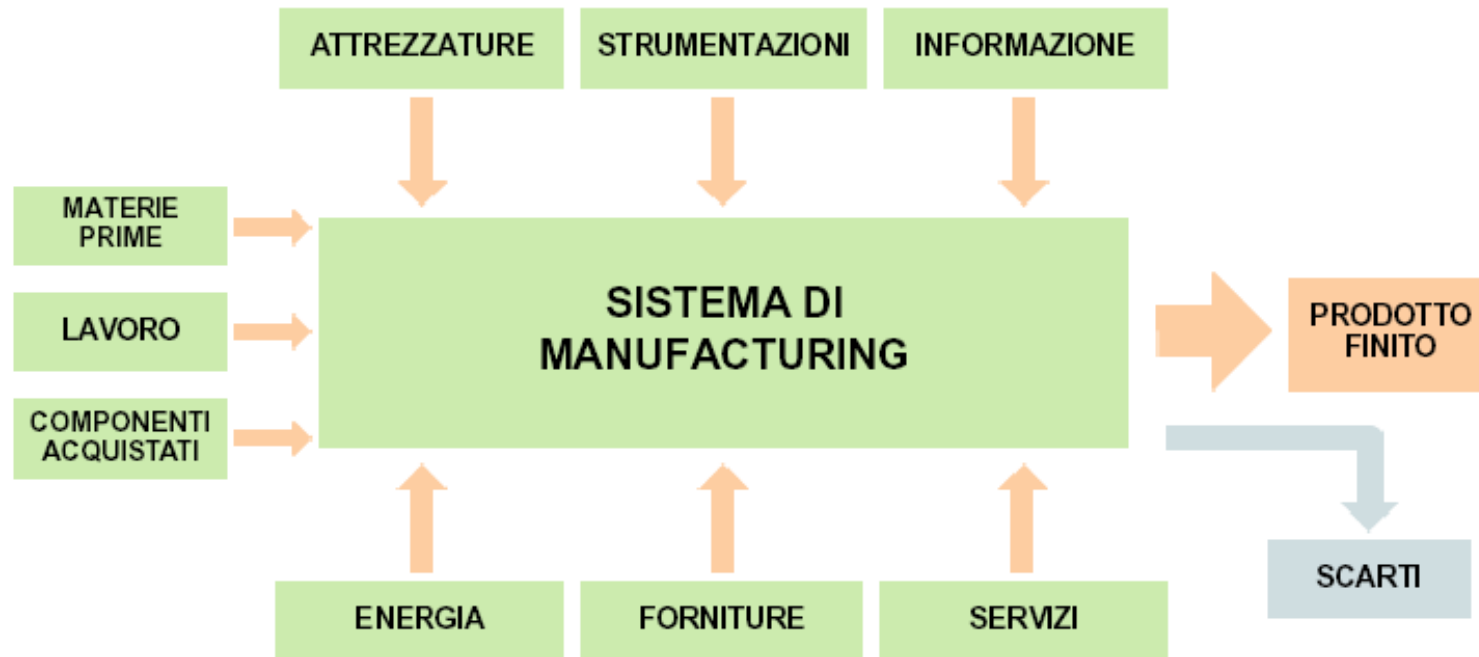 ATTREZZATURE
STRUMENTAZIONI
INFORMAZIONE
MATERIE
PRIME
LAVORO
COMPONENTI
ACQUISTATI
SISTEMA DI
MANUFACTURING
PRODOTTO
FINITO
SCARTI
ENERGIA
FORNITURE
SERVIZI